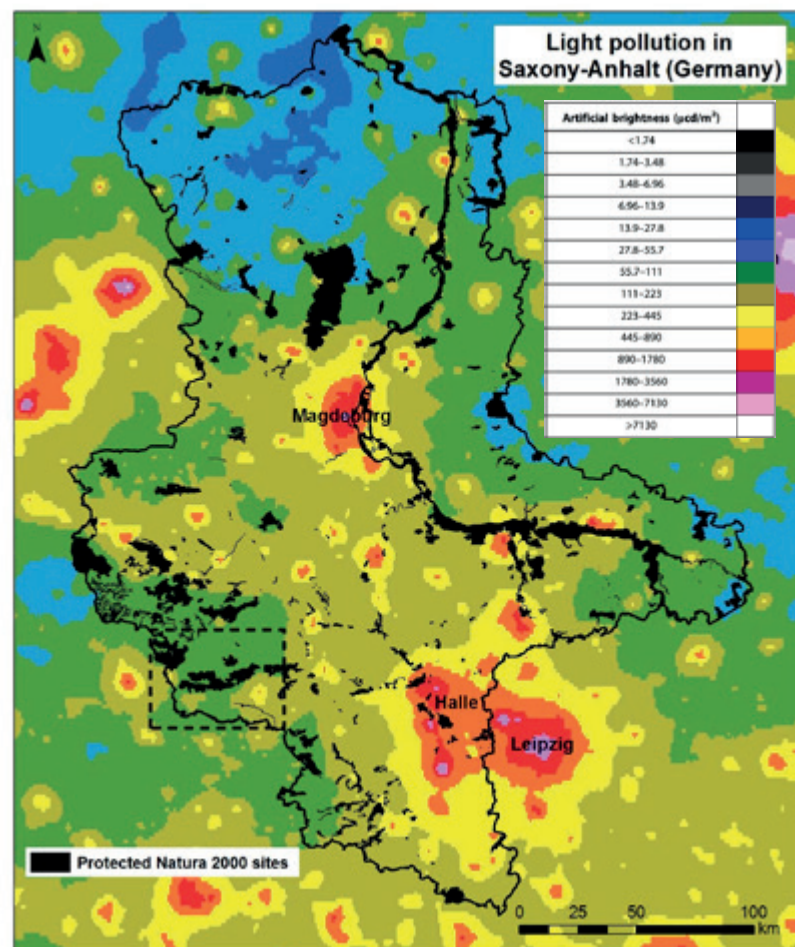 N
Light pollution in
Saxony-Anhalt (Germany)
Artificial brightness (μcd/m²)
<1.74
1.74–3.48
3.48–6.96
6.96–13.9
13.9–27.8
27.8–55.7
55.7–111
111–223
223–445
445–890
890–1780
1780–3560
3560–7130
>7130
Magdeburg
Halle
Leipzig
Protected Natura 2000 sites
0 25 50 100
km